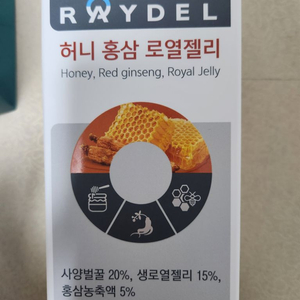 RAYDEL
허니 홍삼 로열젤리
Honey, Red ginseng, Royal Jelly
사양벌꿀 20%, 생로열젤리 15%,
홍삼농축액 5%